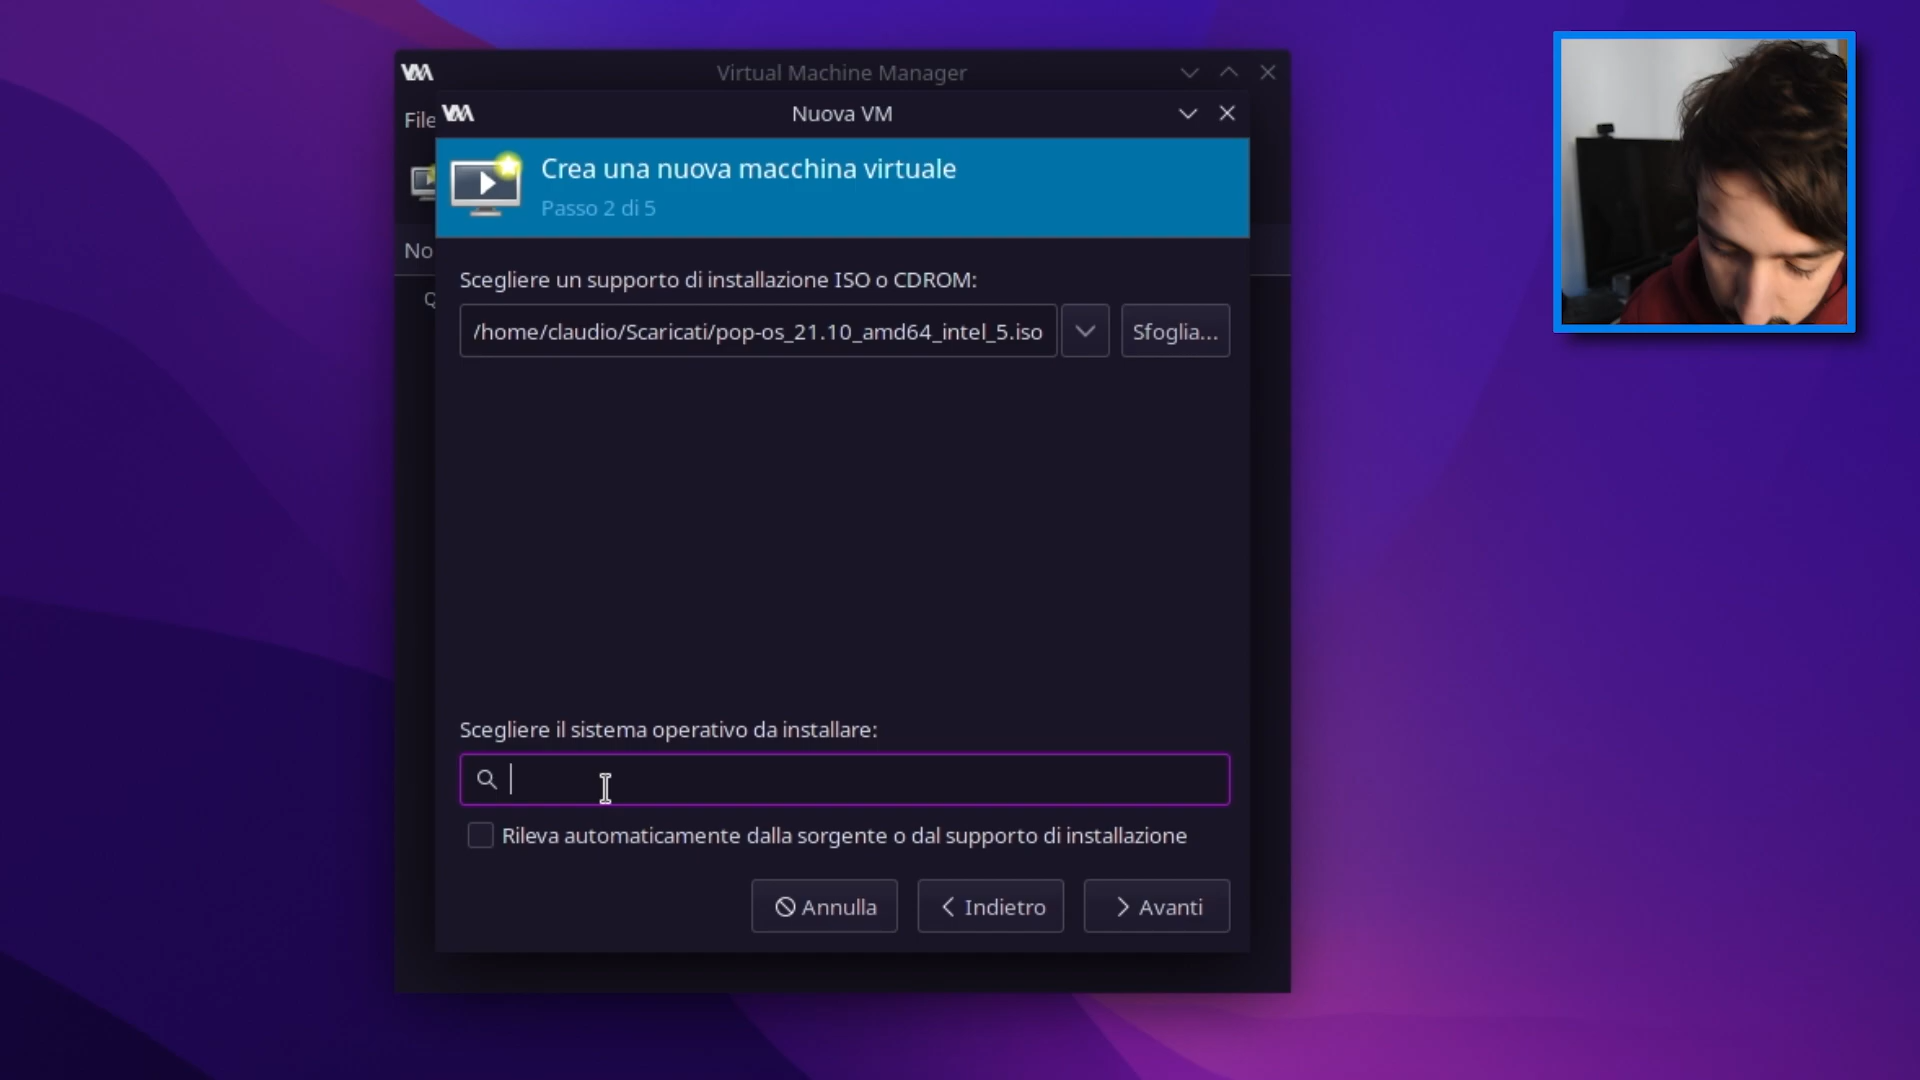 Virtual Machine Manager
File
Nuova VM
Crea una nuova macchina virtuale
Passo 2 di 5
No
Scegliere un supporto di installazione ISO o CDROM:
Q
/home/claudio/Scaricati/pop-os_21.10_amd64_intel_5.iso
Sfoglia...
Scegliere il sistema operativo da installare:
Rileva automaticamente dalla sorgente o dal supporto di installazione
Annulla
Indietro
Avanti